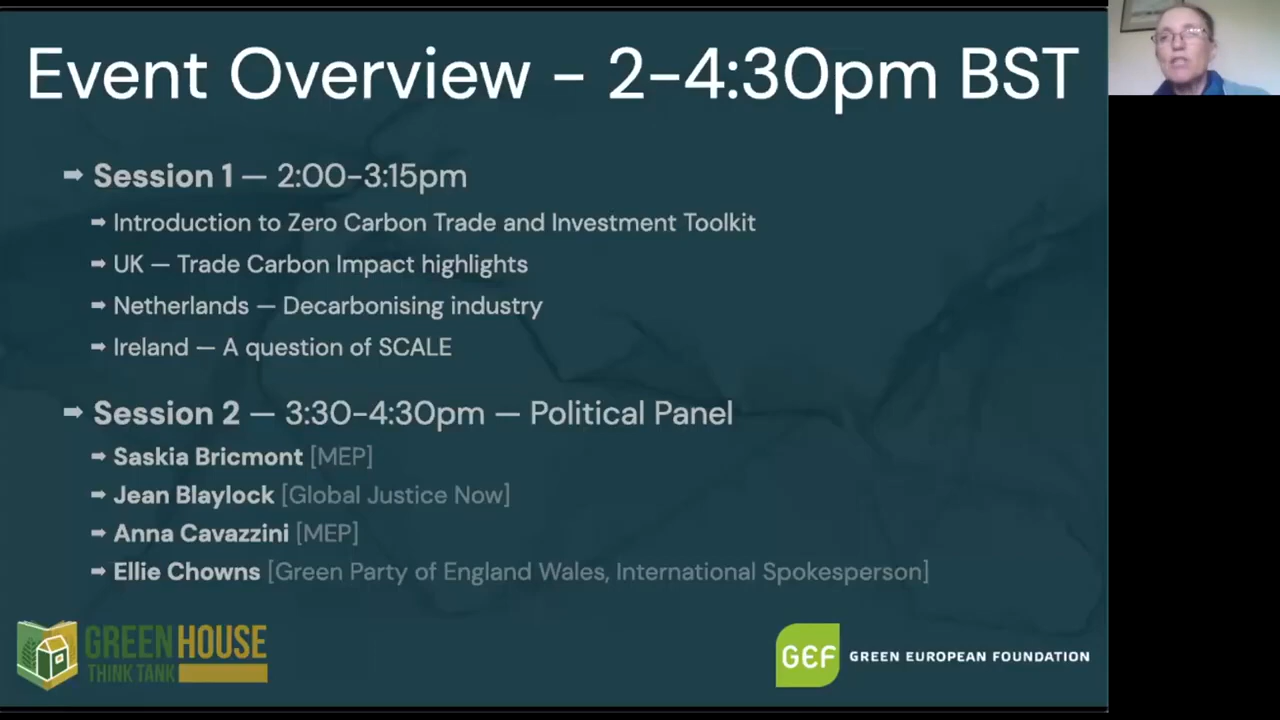 Event Overview - 2-4:30pm BST
➡ Session 1 — 2:00-3:15pm
➡ Introduction to Zero Carbon Trade and Investment Toolkit
➡ UK — Trade Carbon Impact highlights
➡ Netherlands — Decarbonising industry
➡ Ireland — A question of SCALE
➡ Session 2 — 3:30-4:30pm — Political Panel
➡ Saskia Bricmont [MEP]
➡ Jean Blaylock [Global Justice Now]
➡ Anna Cavazzini [MEP]
➡ Ellie Chowns [Green Party of England Wales, International Spokesperson]
GREEN HOUSE
THINK TANK
GEF GREEN EUROPEAN FOUNDATION